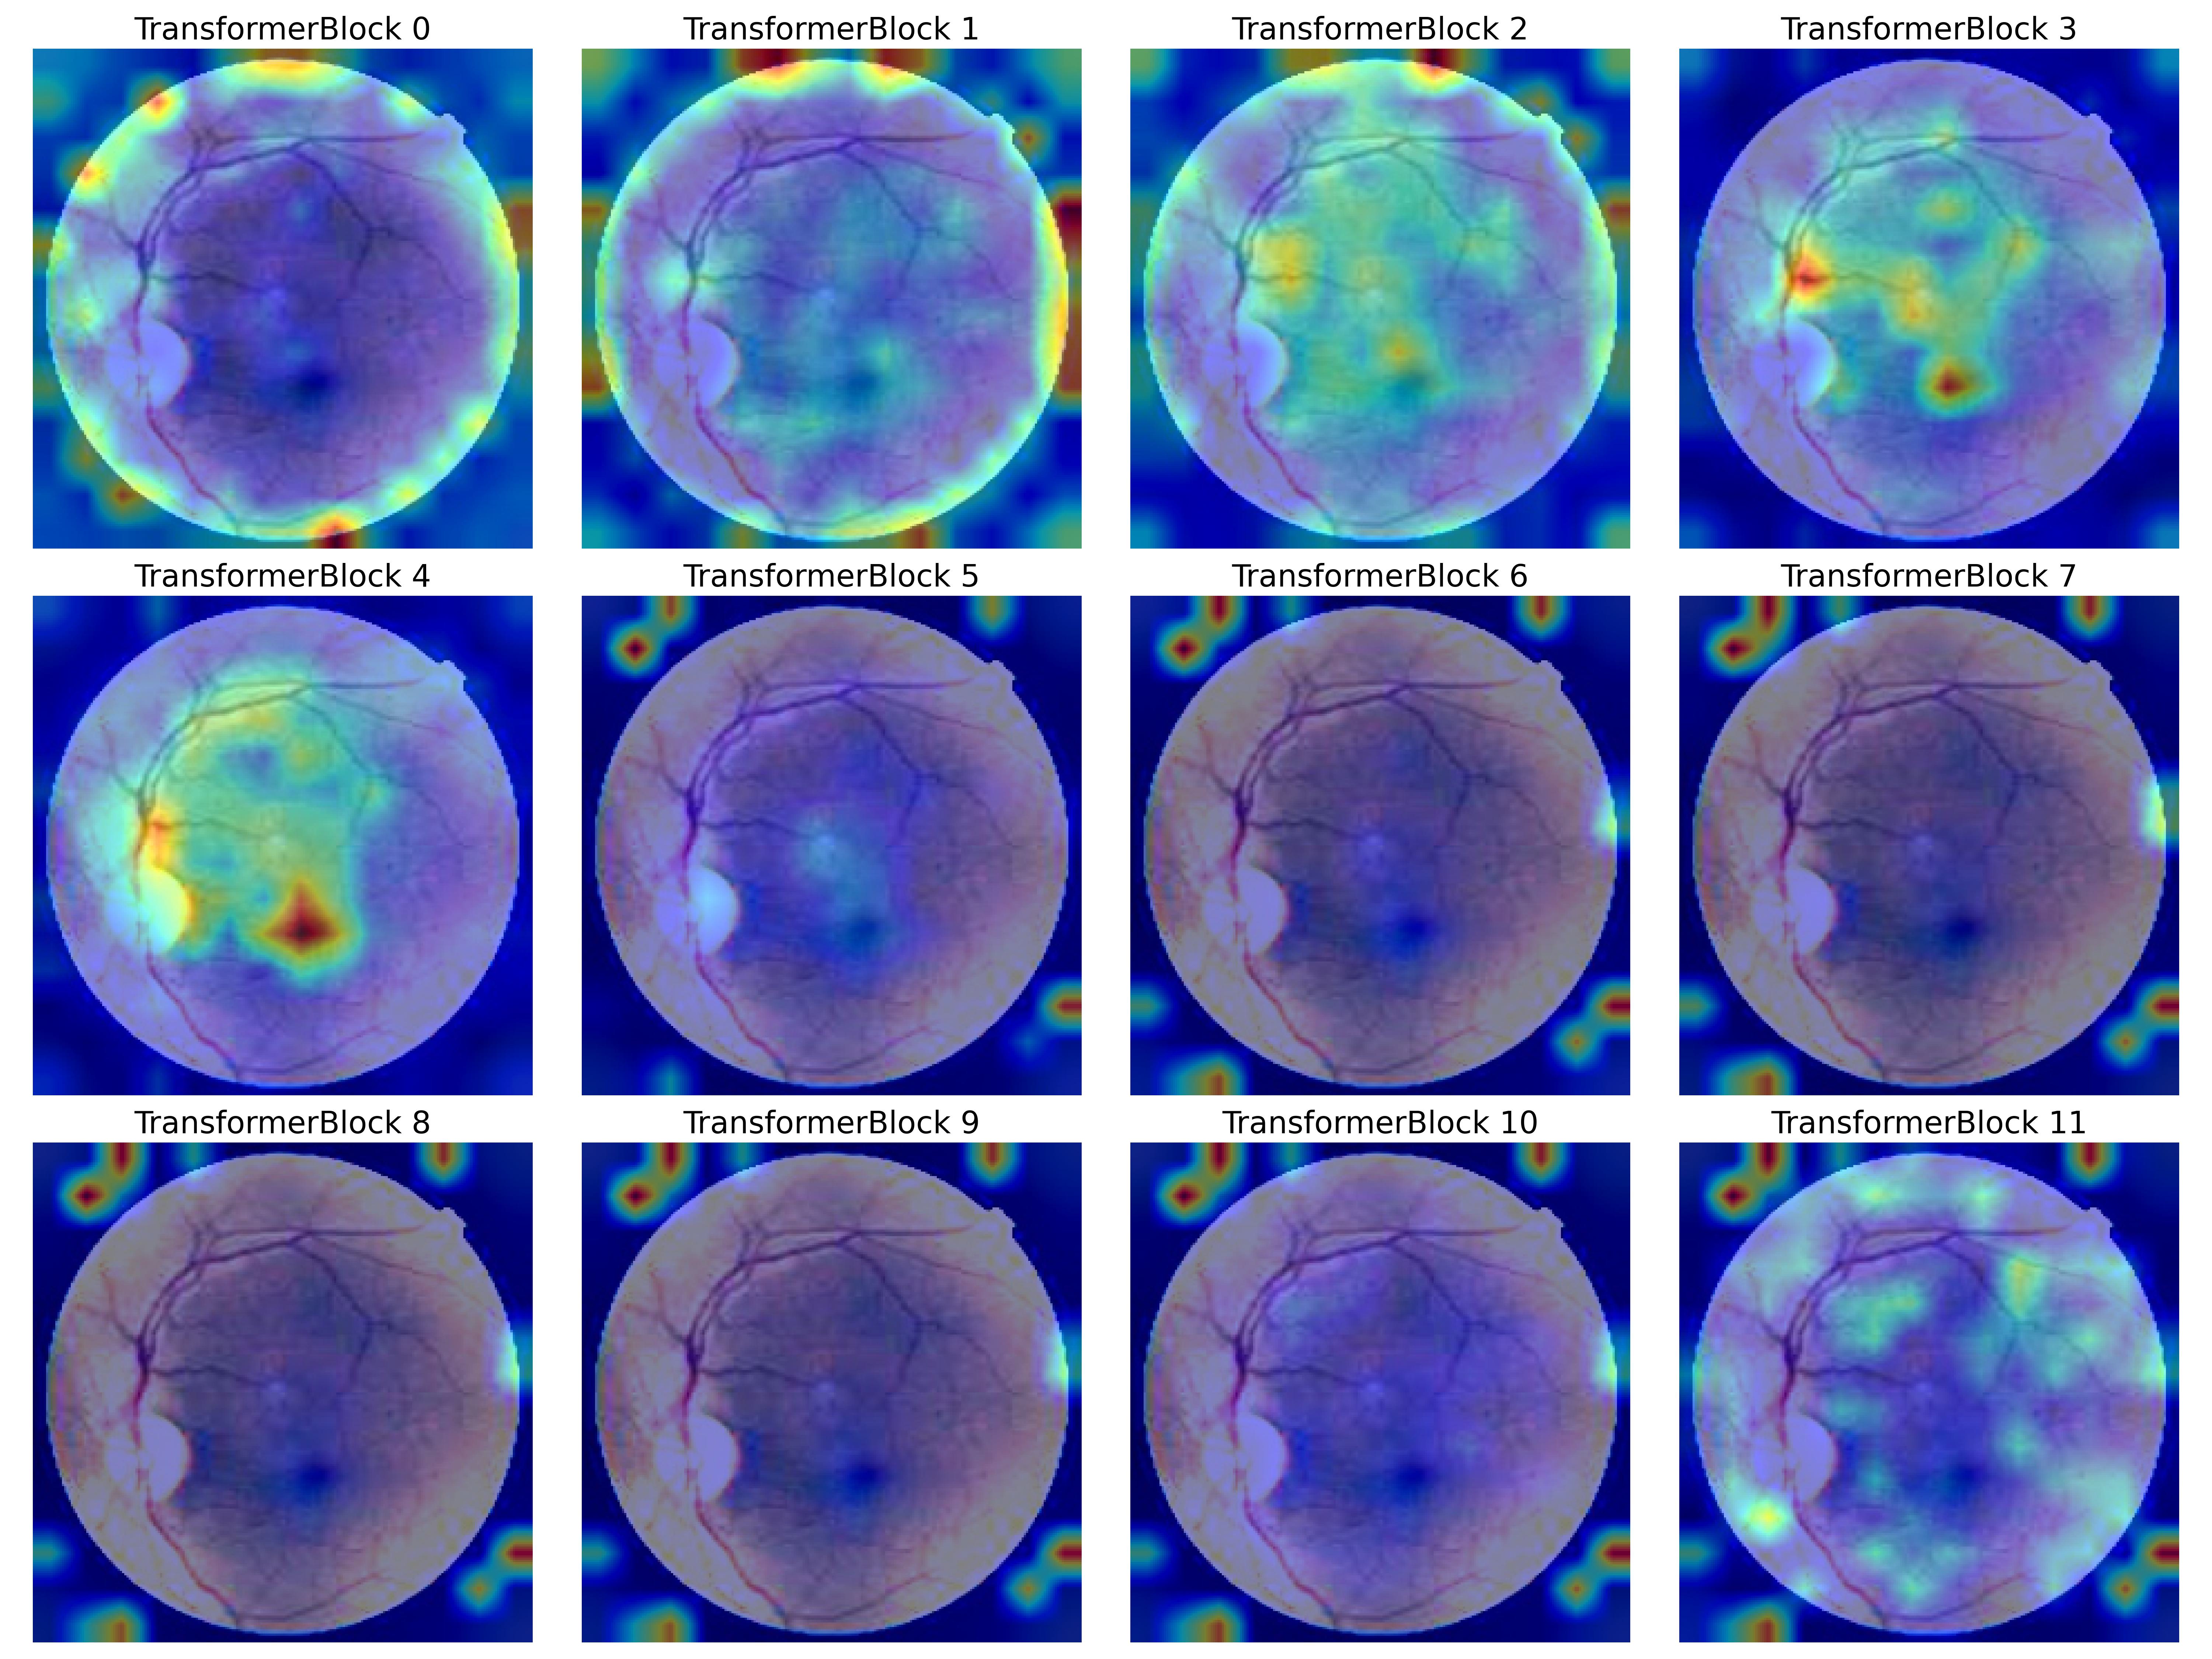 TransformerBlock 0
TransformerBlock 1
TransformerBlock 2
TransformerBlock 3
TransformerBlock 4
TransformerBlock 5
TransformerBlock 6
TransformerBlock 7
TransformerBlock 8
TransformerBlock 9
TransformerBlock 10
TransformerBlock 11